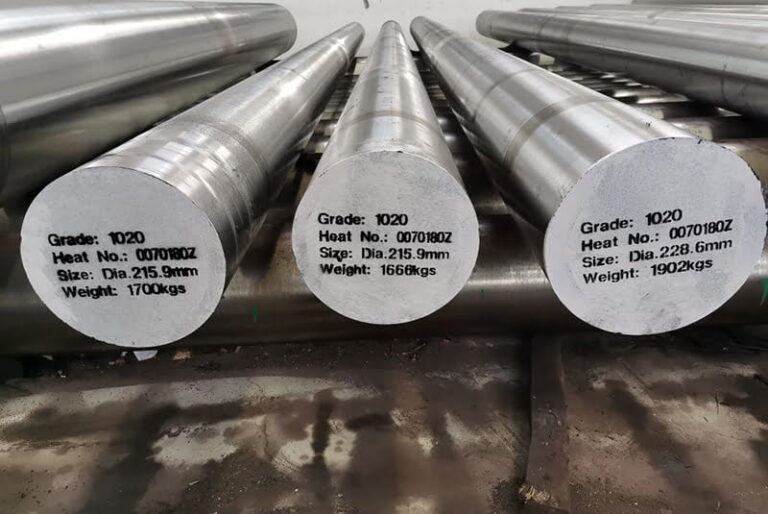 Grade: 1020
Heat No.: 0070180Z
Size: Dia.215.9mm
Weight: 1700kgs
Grade: 1020
Heat No.: 0070180Z
Size: Dia.215.9mm
Weight: 1666kgs
Grade: 1020
Heat No.: 0070180Z
Size: Dia.228.6mm
Weight: 1902kgs